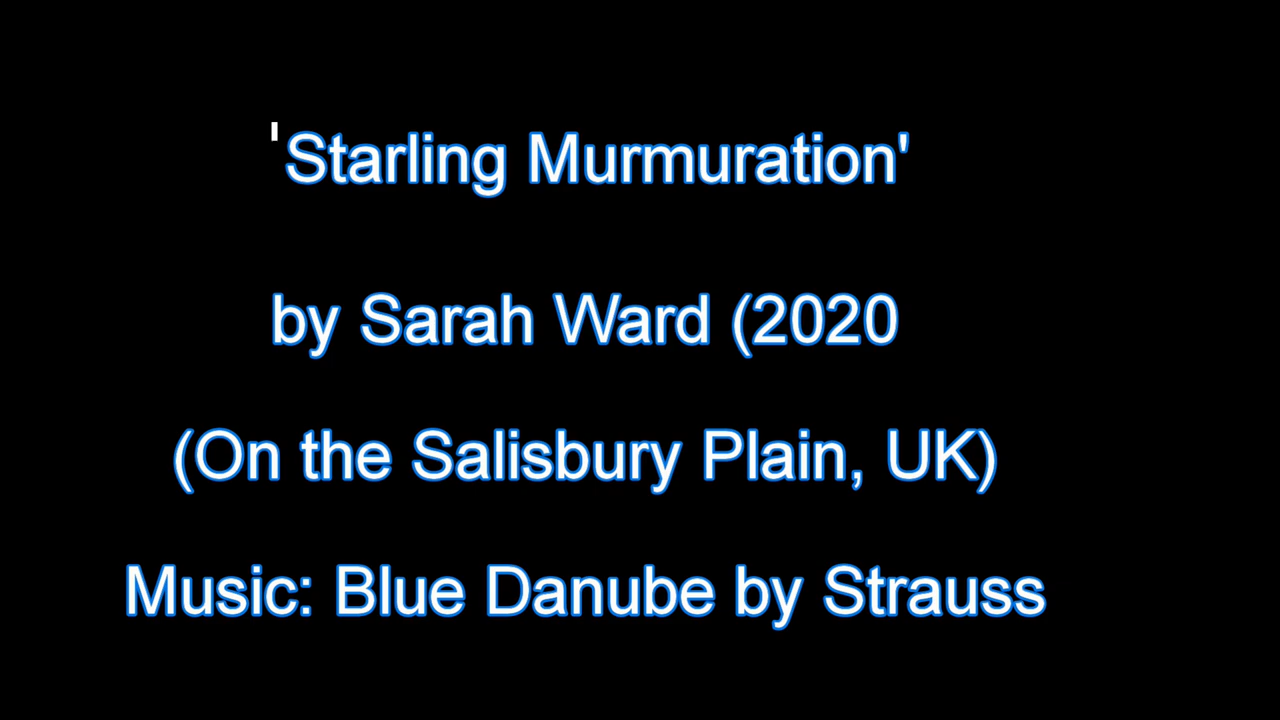 'Starling Murmuration'
by Sarah Ward (2020
(On the Salisbury Plain, UK)
Music: Blue Danube by Strauss